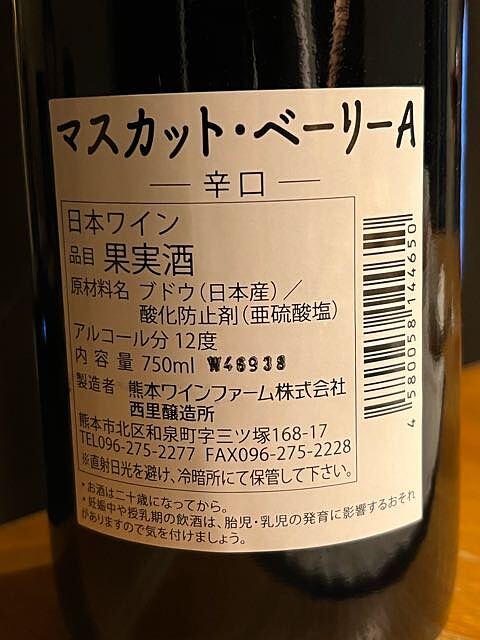 マスカット・ベーリーA
― 辛口 ―
日本ワイン
品目 果実酒
原材料名 ブドウ(日本産)/
酸化防止剤(亜硫酸塩)
アルコール分 12度
内容量 750ml
製造者 熊本ワインファーム株式会社
西里醸造所
熊本市北区和泉町字三ツ塚168-17
TEL096-275-2277 FAX096-275-2228
※直射日光を避け、冷暗所にて保管して下さい。
*お酒は二十歳になってから。
*妊娠中や授乳期の飲酒は、胎児・乳児の発育に影響するおそれ
がありますので気を付けましょう。
4 580058 144650